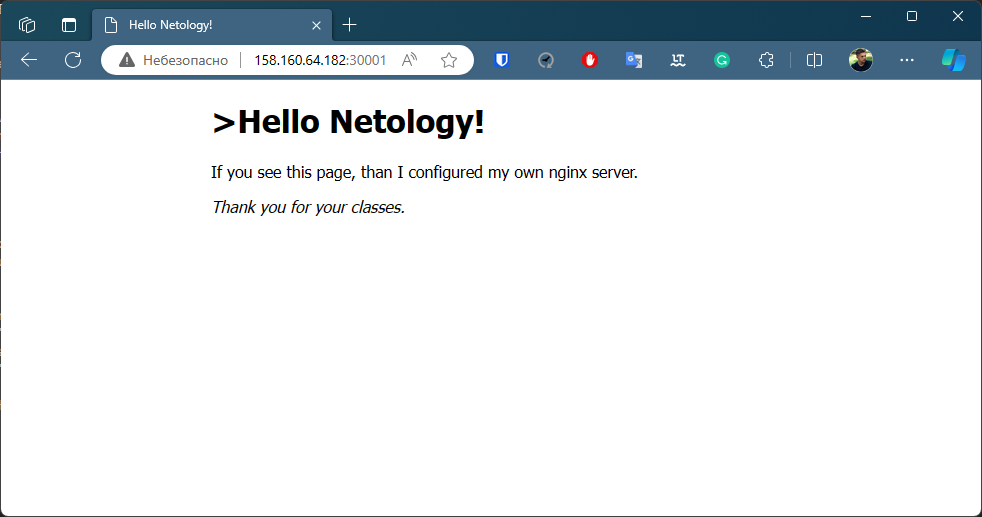 Hello Netology!
Небезопасно 158.160.64.182:30001
>Hello Netology!
If you see this page, than I configured my own nginx server.
Thank you for your classes.